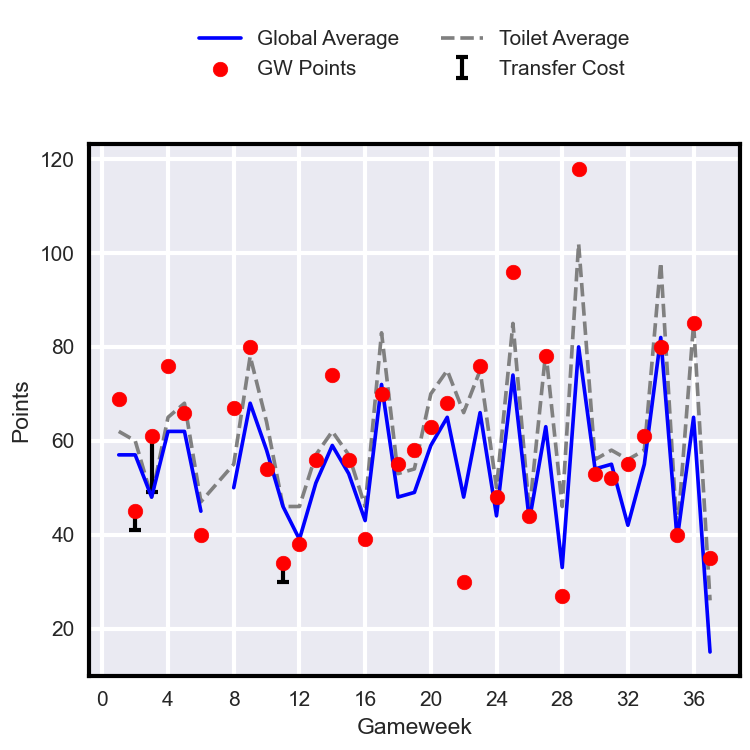 Global Average
Toilet Average
GW Points
Transfer Cost
120
100
80
60
40
20
Points
0 4 8 12 16 20 24 28 32 36
Gameweek